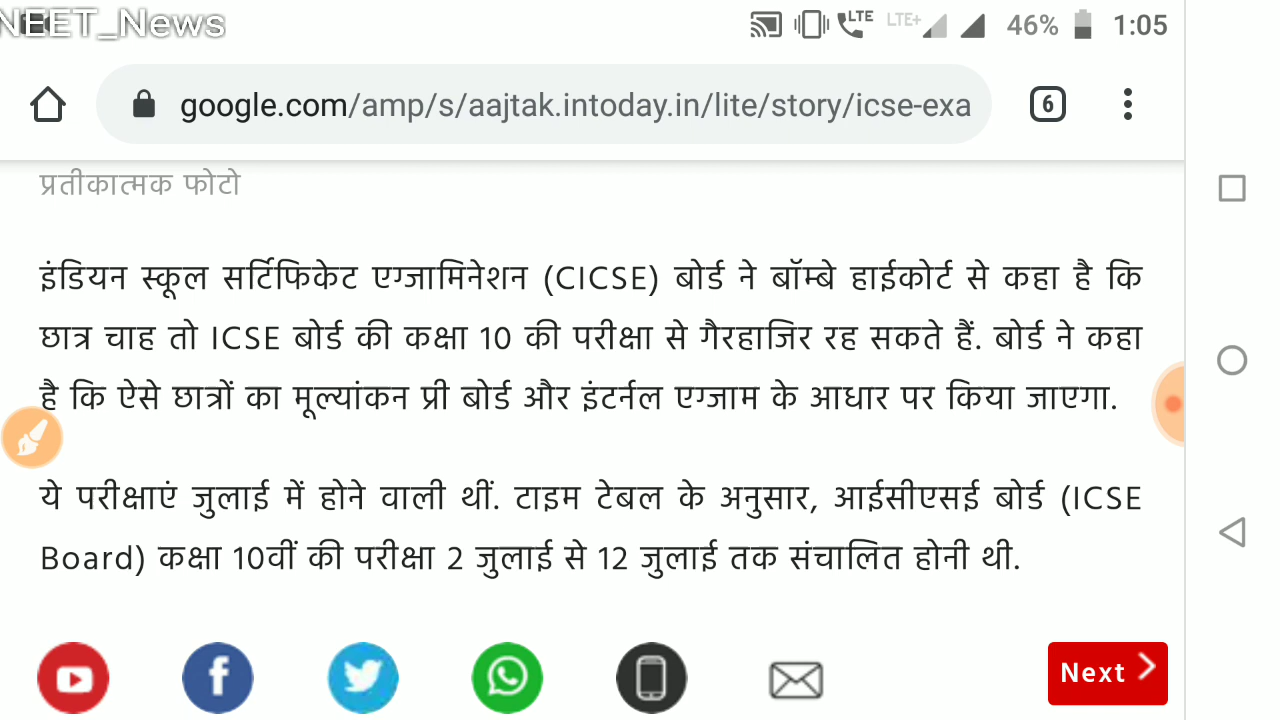 NEET_News
LTE LTE+ 46% 1:05
google.com/amp/s/aajtak.intoday.in/lite/story/icse-exa 6
प्रतीकात्मक फोटो
इंडियन स्कूल सर्टिफिकेट एग्जामिनेशन (CICSE) बोर्ड ने बॉम्बे हाईकोर्ट से कहा है कि
छात्र चाह तो ICSE बोर्ड की कक्षा 10 की परीक्षा से गैरहाजिर रह सकते हैं. बोर्ड ने कहा
है कि ऐसे छात्रों का मूल्यांकन प्री बोर्ड और इंटर्नल एग्जाम के आधार पर किया जाएगा.
ये परीक्षाएं जुलाई में होने वाली थीं. टाइम टेबल के अनुसार, आईसीएसई बोर्ड (ICSE
Board) कक्षा 10वीं की परीक्षा 2 जुलाई से 12 जुलाई तक संचालित होनी थी.
Next